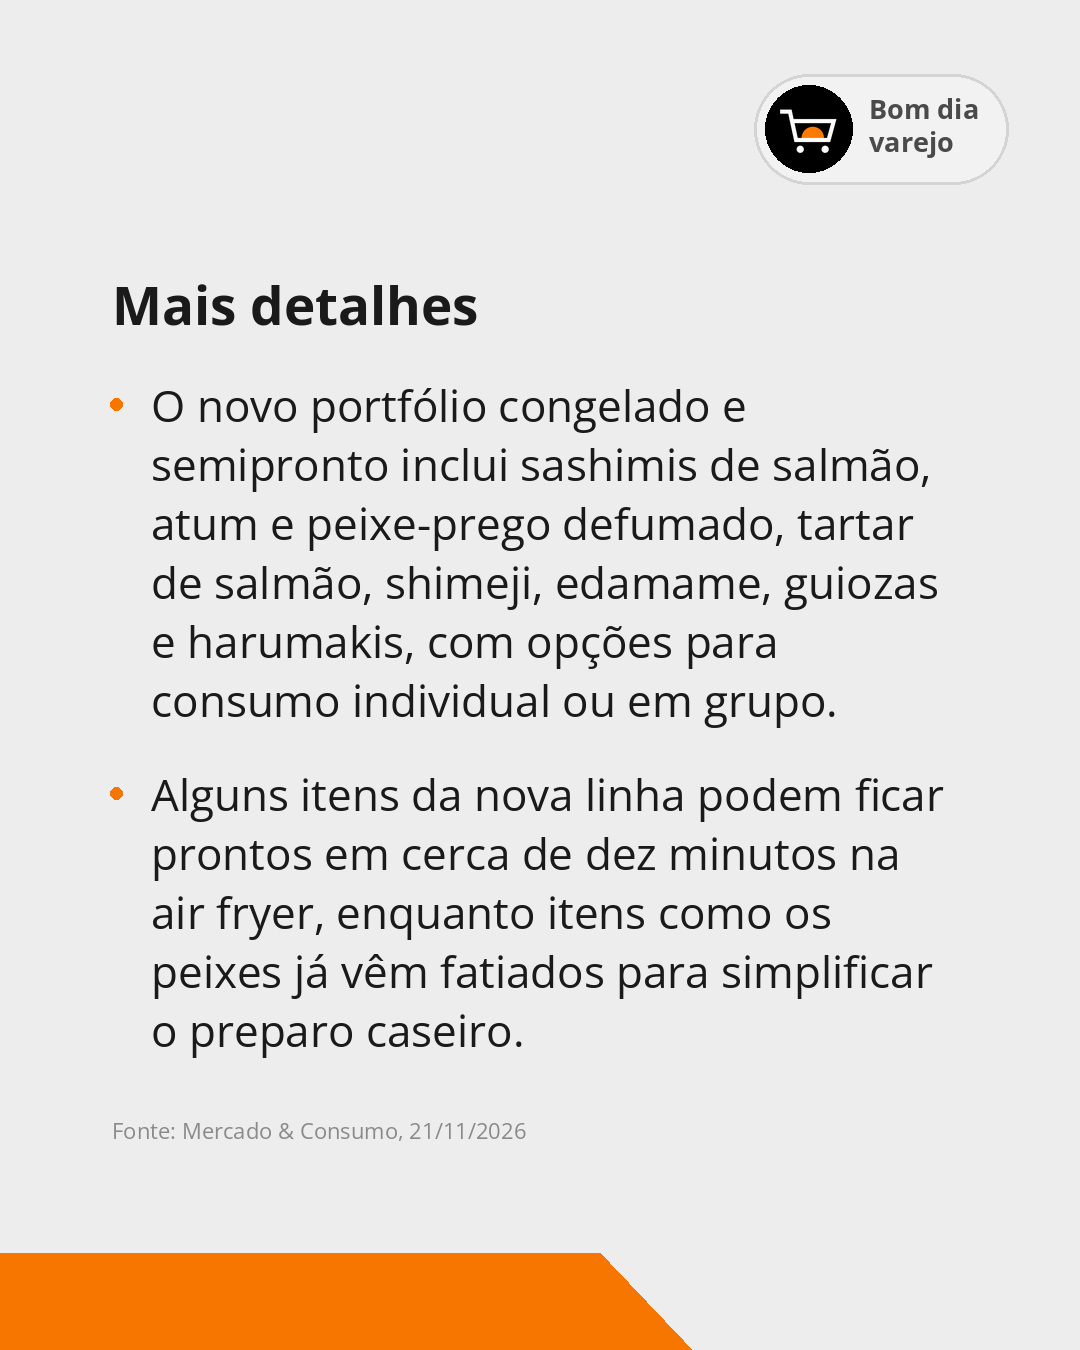 Bom dia
varejo
Mais detalhes
O novo portfólio congelado e
semipronto inclui sashimis de salmão,
atum e peixe-prego defumado, tartar
de salmão, shimeji, edamame, guiozas
e harumakis, com opções para
consumo individual ou em grupo.
Alguns itens da nova linha podem ficar
prontos em cerca de dez minutos na
air fryer, enquanto itens como os
peixes já vêm fatiados para simplificar
o preparo caseiro.
Fonte: Mercado & Consumo, 21/11/2026